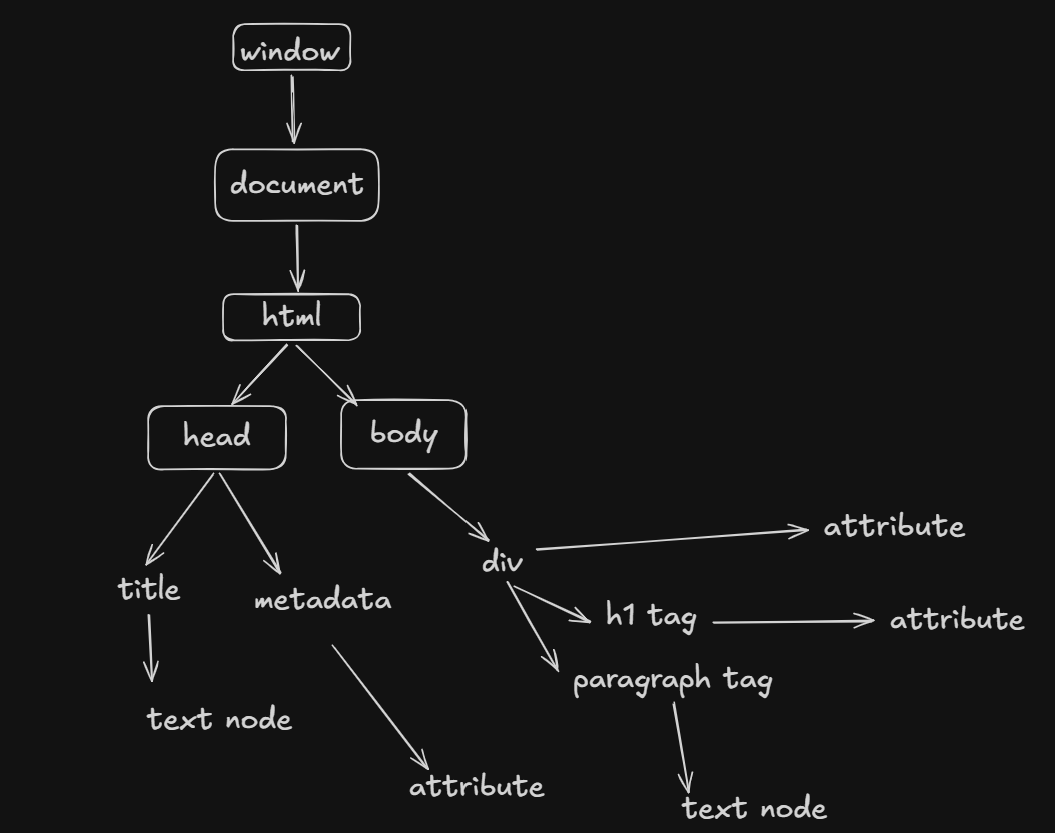 window
document
html
head
body
title
metadata
div
attribute
h1 tag
attribute
paragraph tag
text node
attribute
text node